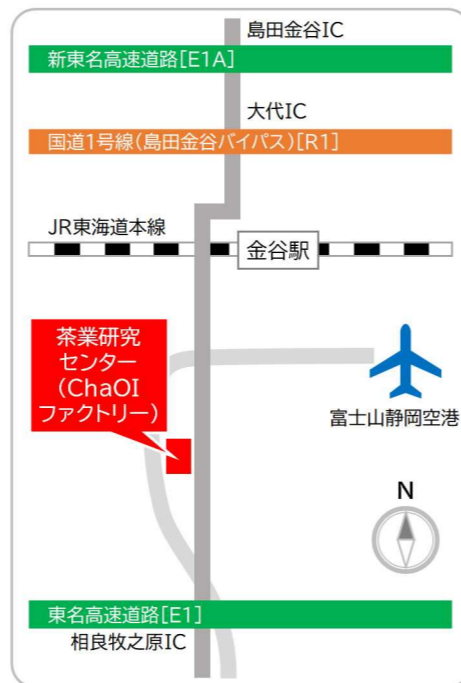 島田金谷IC
新東名高速道路[E1A]
大代IC
国道1号線(島田金谷バイパス)[R1]
JR東海道本線
金谷駅
茶業研究
センター
(ChaOI
ファクトリー)
富士山静岡空港
N
東名高速道路[E1]
相良牧之原IC